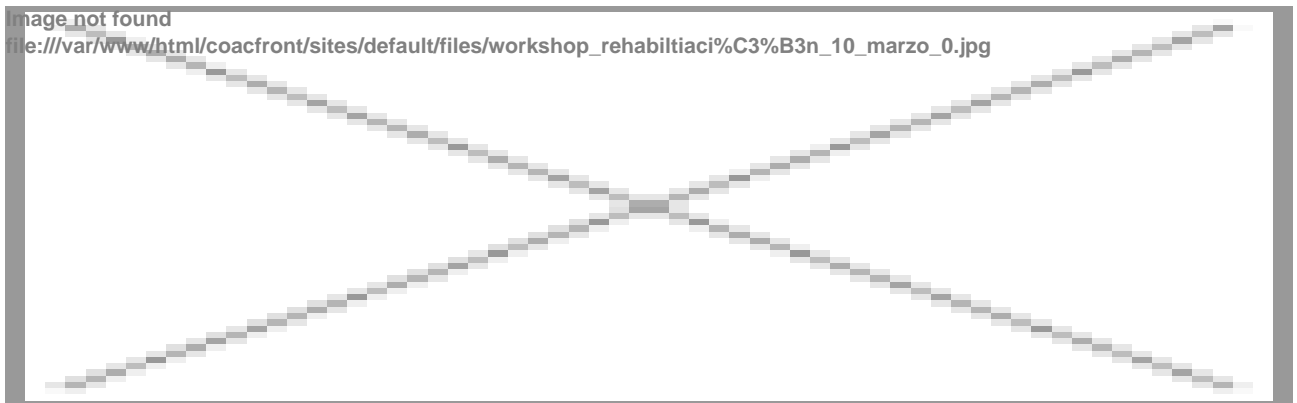 Image not found
file:///var/www/html/coacfront/sites/default/files/workshop_rehabiltiaci%C3%B3n_10_marzo_0.jpg